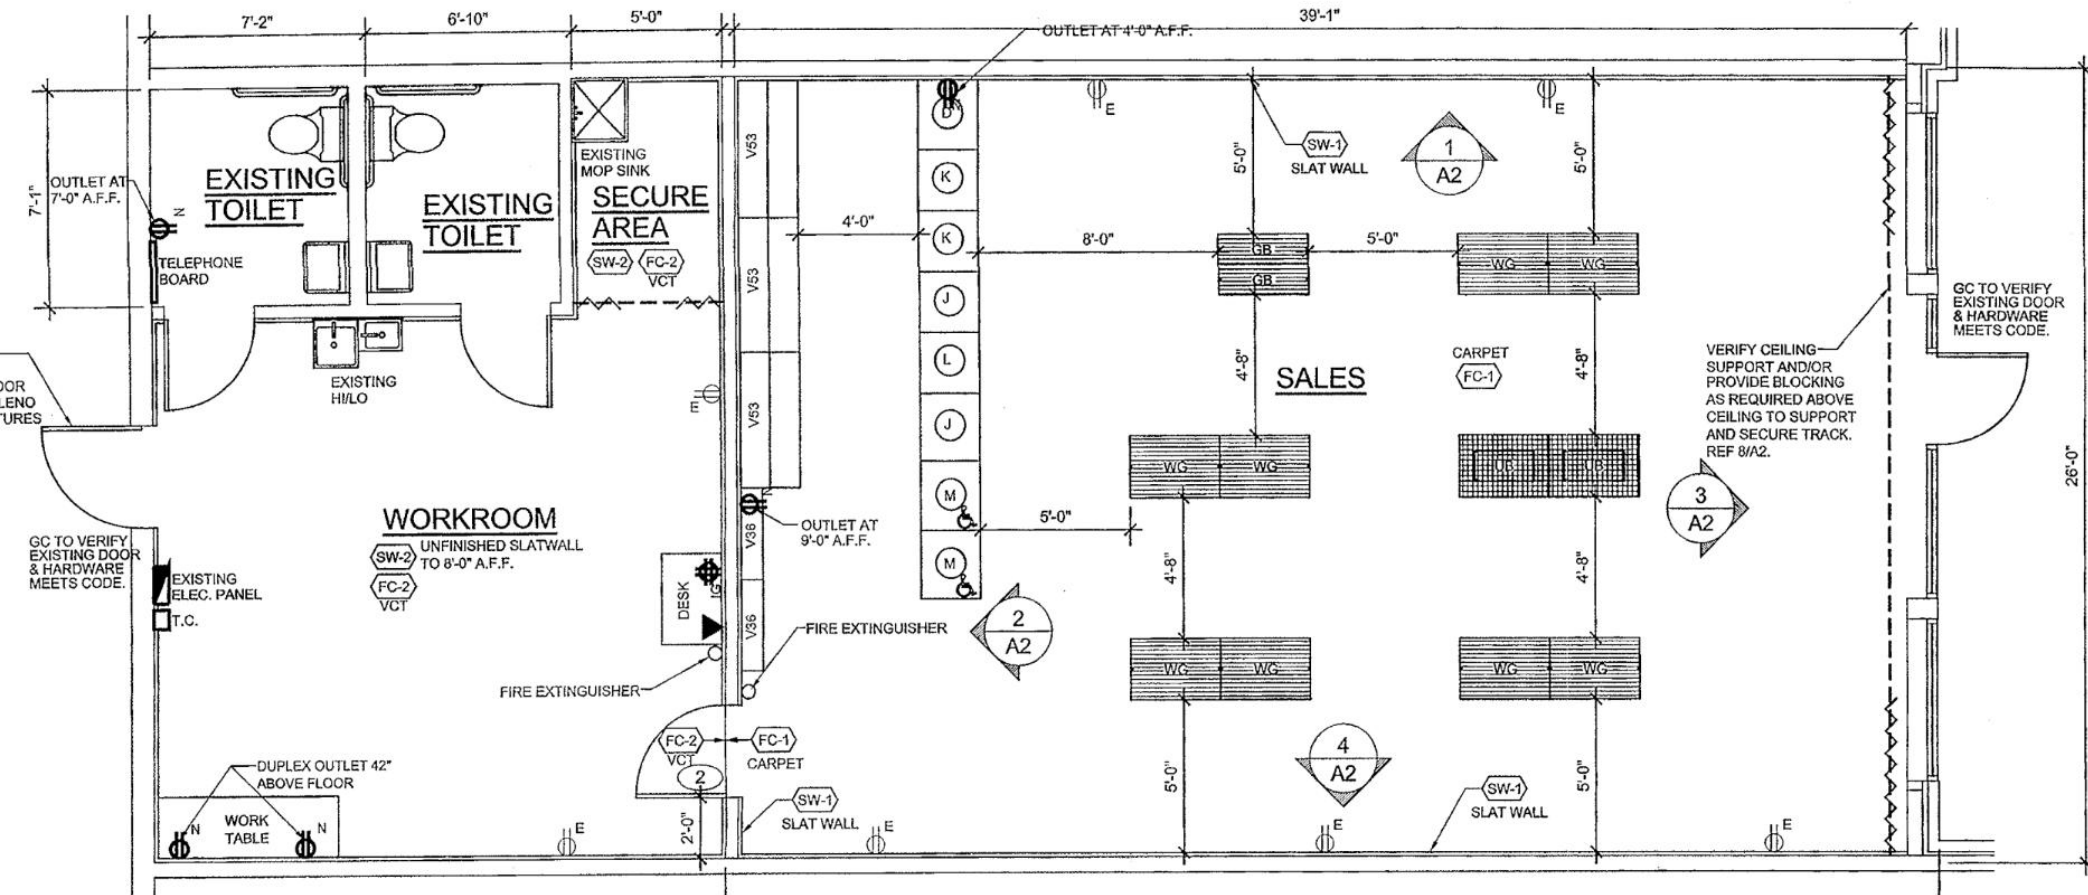 7'-2"
6'-10"
5'-0"
39'-1"
OUTLET AT 4'-0" A.F.F.
7'-1"
OUTLET AT
7'-0" A.F.F.
N
TELEPHONE
BOARD
EXISTING
TOILET
EXISTING
TOILET
EXISTING
MOP SINK
SECURE
AREA
SW-2
FC-2
VCT
EXISTING
HI/LO
E
V53
V53
V53
V36
V36
4'-0"
D
K
K
J
L
J
M
M
E
E
5'-0"
SW-1
SLAT WALL
1
A2
5'-0"
8'-0"
GB
GB
5'-0"
WG
WG
4'-8"
SALES
CARPET
FC-1
4'-8"
VERIFY CEILING
SUPPORT AND/OR
PROVIDE BLOCKING
AS REQUIRED ABOVE
CEILING TO SUPPORT
AND SECURE TRACK.
REF 8/A2.
GC TO VERIFY
EXISTING DOOR
& HARDWARE
MEETS CODE.
26'-0"
OOR
LENO
TURES
GC TO VERIFY
EXISTING DOOR
& HARDWARE
MEETS CODE.
WORKROOM
SW-2
UNFINISHED SLATWALL
TO 8'-0" A.F.F.
FC-2
VCT
EXISTING
ELEC. PANEL
T.C.
DESK
IG
N
OUTLET AT
9'-0" A.F.F.
5'-0"
WG
WG
UB
UB
3
A2
4'-8"
4'-8"
FIRE EXTINGUISHER
FIRE EXTINGUISHER
2
A2
WG
WG
WG
WG
FC-2
VCT
FC-1
CARPET
2
2'-0"
SW-1
SLAT WALL
4
A2
5'-0"
5'-0"
SW-1
SLAT WALL
DUPLEX OUTLET 42"
ABOVE FLOOR
WORK
TABLE
N
N
E
E
E
E